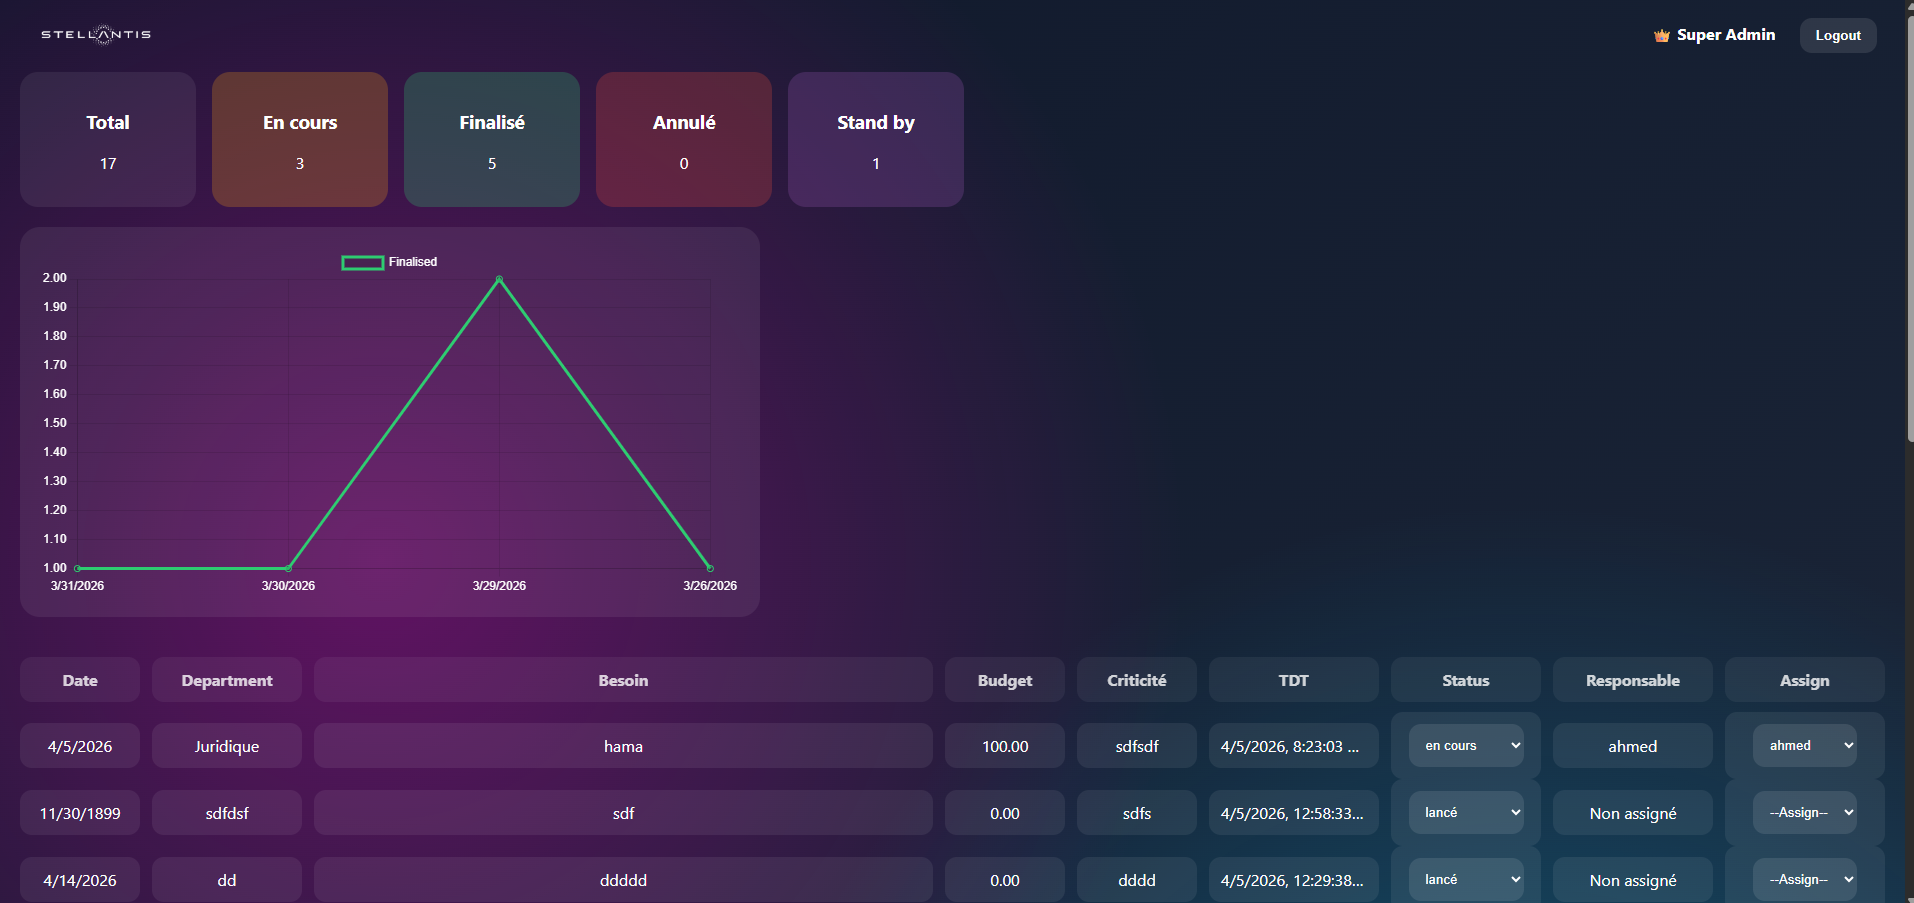 STELLANTIS
👑 Super Admin
Logout
Total
17
En cours
3
Finalisé
5
Annulé
0
Stand by
1
Finalised
2.00
1.90
1.80
1.70
1.60
1.50
1.40
1.30
1.20
1.10
1.00
3/31/2026 3/30/2026 3/29/2026 3/26/2026
Date Department Besoin Budget Criticité TDT Status Responsable Assign
4/5/2026 Juridique hama 100.00 sdfsdf 4/5/2026, 8:23:03 ... en cours ahmed ahmed
11/30/1899 sdfdsf sdf 0.00 sdfs 4/5/2026, 12:58:33... lancé Non assigné --Assign--
4/14/2026 dd ddddd 0.00 dddd 4/5/2026, 12:29:38... lancé Non assigné --Assign--